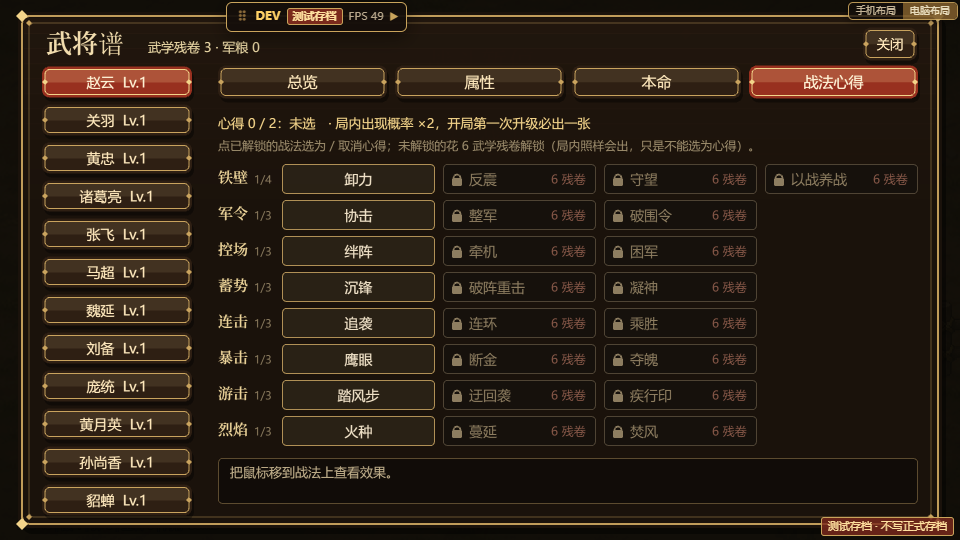 DEV 测试存档 FPS 49 ▶
手机布局 电脑布局
武将谱 武学残卷 3 · 军粮 0
关闭
赵云 Lv.1
关羽 Lv.1
黄忠 Lv.1
诸葛亮 Lv.1
张飞 Lv.1
马超 Lv.1
魏延 Lv.1
刘备 Lv.1
庞统 Lv.1
黄月英 Lv.1
孙尚香 Lv.1
貂蝉 Lv.1
总览 属性 本命 战法心得
心得 0 / 2：未选 · 局内出现概率 ×2，开局第一次升级必出一张
点已解锁的战法选为 / 取消心得；未解锁的花 6 武学残卷解锁（局内照样会出，只是不能选为心得）。
铁壁 1/4 卸力 反震 6 残卷 守望 6 残卷 以战养战 6 残卷
军令 1/3 协击 整军 6 残卷 破围令 6 残卷
控场 1/3 绊阵 牵机 6 残卷 困军 6 残卷
蓄势 1/3 沉锋 破阵重击 6 残卷 凝神 6 残卷
连击 1/3 追袭 连环 6 残卷 乘胜 6 残卷
暴击 1/3 鹰眼 断金 6 残卷 夺魄 6 残卷
游击 1/3 踏风步 迂回袭 6 残卷 疾行印 6 残卷
烈焰 1/3 火种 蔓延 6 残卷 焚风 6 残卷
把鼠标移到战法上查看效果。
测试存档 · 不写正式存档